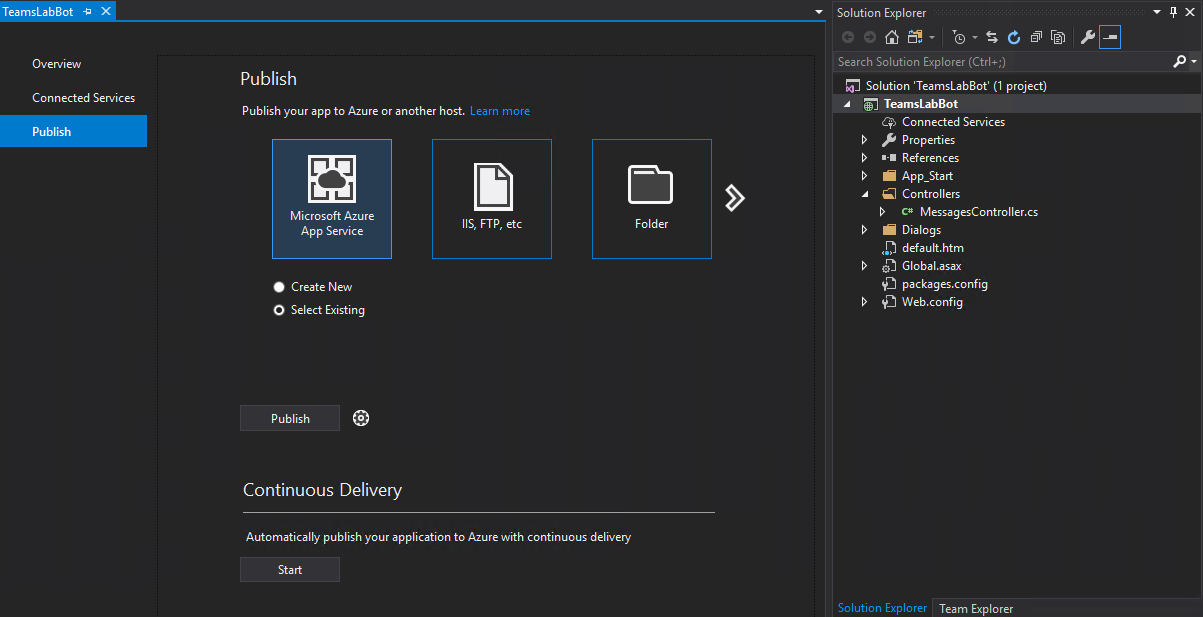 TeamsLabBot
Overview
Connected Services
Publish
Publish
Publish your app to Azure or another host. Learn more
Microsoft Azure
App Service
IIS, FTP, etc
Folder
Create New
Select Existing
Publish
Continuous Delivery
Automatically publish your application to Azure with continuous delivery
Start
Solution Explorer
Search Solution Explorer (Ctrl+;)
Solution 'TeamsLabBot' (1 project)
TeamsLabBot
Connected Services
Properties
References
App_Start
Controllers
C# MessagesController.cs
Dialogs
default.htm
Global.asax
packages.config
Web.config
Solution Explorer
Team Explorer